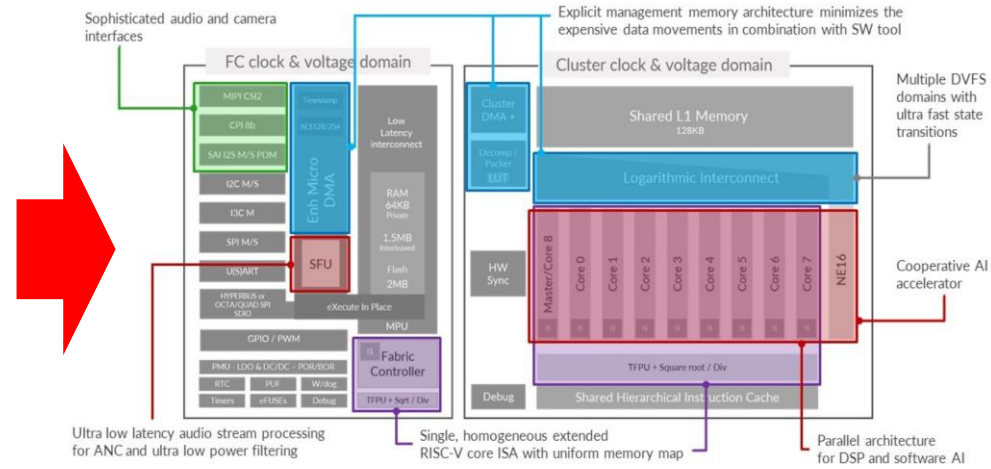 Sophisticated audio and camera
interfaces
Explicit management memory architecture minimizes the
expensive data movements in combination with SW tool
FC clock & voltage domain
Cluster clock & voltage domain
Multiple DVFS
domains with
ultra fast state
transitions
MIPI CSI2
CPI 8b
SAI I2S M/S PDM
I2C M/S
I3C M
SPI M/S
U(S)ART
HYPERBUS or
OCTA/QUAD SPI
SDIO
Timestamp
AES128/256
Enh Micro
DMA
SFU
Low
Latency
interconnect
RAM
64KB
Private
1.5MB
Interleaved
Flash
2MB
eXecute In Place
MPU
GPIO / PWM
PMU - LDO & DC/DC - POR/BOR
RTC
PUF
W/dog
Timers
eFUSEs
Debug
I$
Fabric
Controller
TFPU + Sqrt / Div
Cluster
DMA +
Decomp /
Packer
LUT
Shared L1 Memory
128KB
Logarithmic Interconnect
HW
Sync
Master/Core 8
Core 0
Core 1
Core 2
Core 3
Core 4
Core 5
Core 6
Core 7
NE16
I$
I$
I$
I$
I$
I$
I$
I$
I$
TFPU + Square root / Div
Debug
Shared Hierarchical Instruction Cache
Cooperative AI
accelerator
Ultra low latency audio stream processing
for ANC and ultra low power filtering
Single, homogeneous extended
RISC-V core ISA with uniform memory map
Parallel architecture
for DSP and software AI